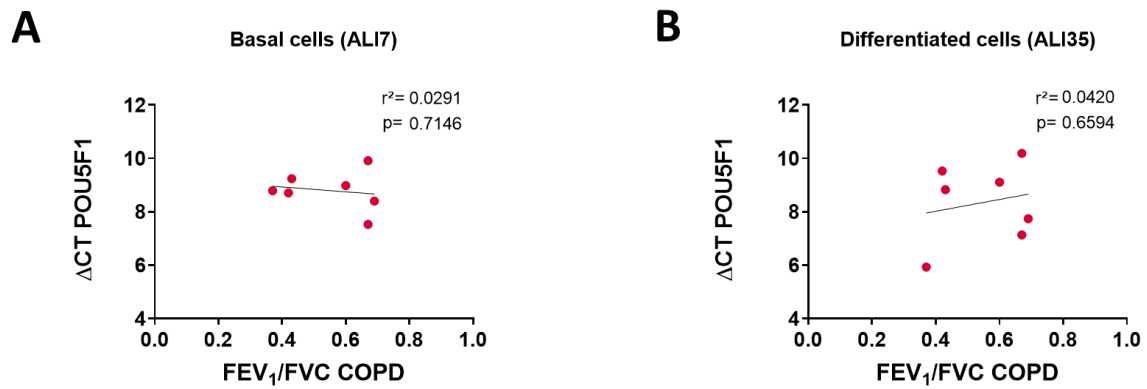 A
Basal cells (ALI7)
r²= 0.0291
p= 0.7146
ΔCT POU5F1
12
10
8
6
4
0.0 0.2 0.4 0.6 0.8 1.0
FEV₁/FVC COPD
B
Differentiated cells (ALI35)
r²= 0.0420
p= 0.6594
ΔCT POU5F1
12
10
8
6
4
0.0 0.2 0.4 0.6 0.8 1.0
FEV₁/FVC COPD